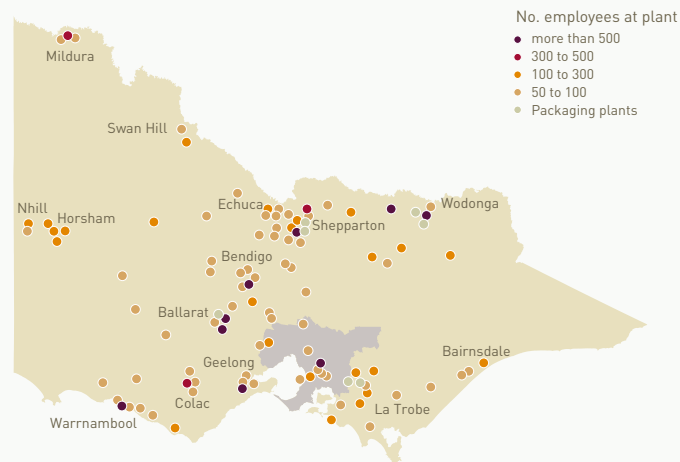 No. employees at plant
more than 500
300 to 500
100 to 300
50 to 100
Packaging plants
Mildura
Swan Hill
Nhill
Horsham
Echuca
Shepparton
Wodonga
Bendigo
Ballarat
Geelong
Bairnsdale
Colac
La Trobe
Warrnambool